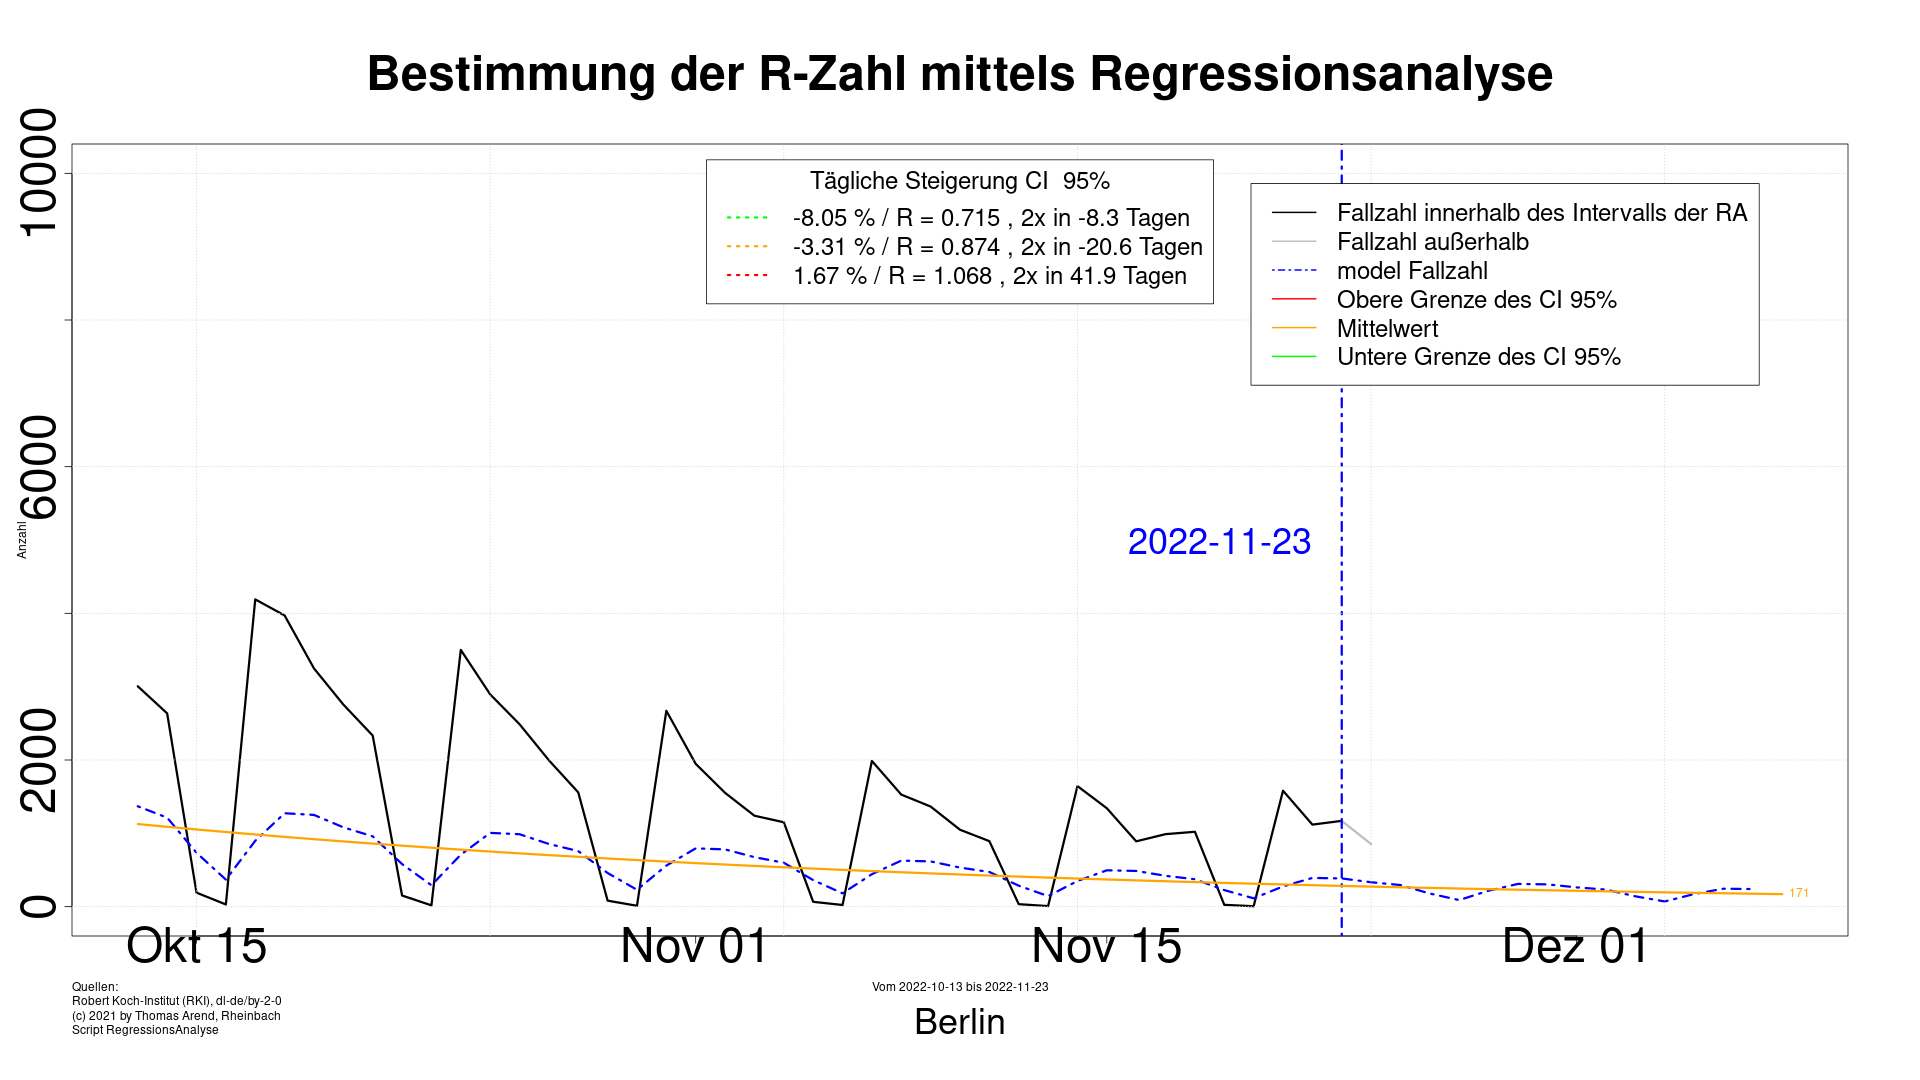 Bestimmung der R-Zahl mittels Regressionsanalyse
10000
6000
2000
0
Anzahl
Tägliche Steigerung CI  95%
-8.05 % / R = 0.715 , 2x in -8.3 Tagen
-3.31 % / R = 0.874 , 2x in -20.6 Tagen
1.67 % / R = 1.068 , 2x in 41.9 Tagen
Fallzahl innerhalb des Intervalls der RA
Fallzahl außerhalb
model Fallzahl
Obere Grenze des CI 95%
Mittelwert
Untere Grenze des CI 95%
2022-11-23
171
Okt 15
Nov 01
Nov 15
Dez 01
Quellen:
Robert Koch-Institut (RKI), dl-de/by-2-0
(c) 2021 by Thomas Arend, Rheinbach
Script RegressionsAnalyse
Vom 2022-10-13 bis 2022-11-23
Berlin